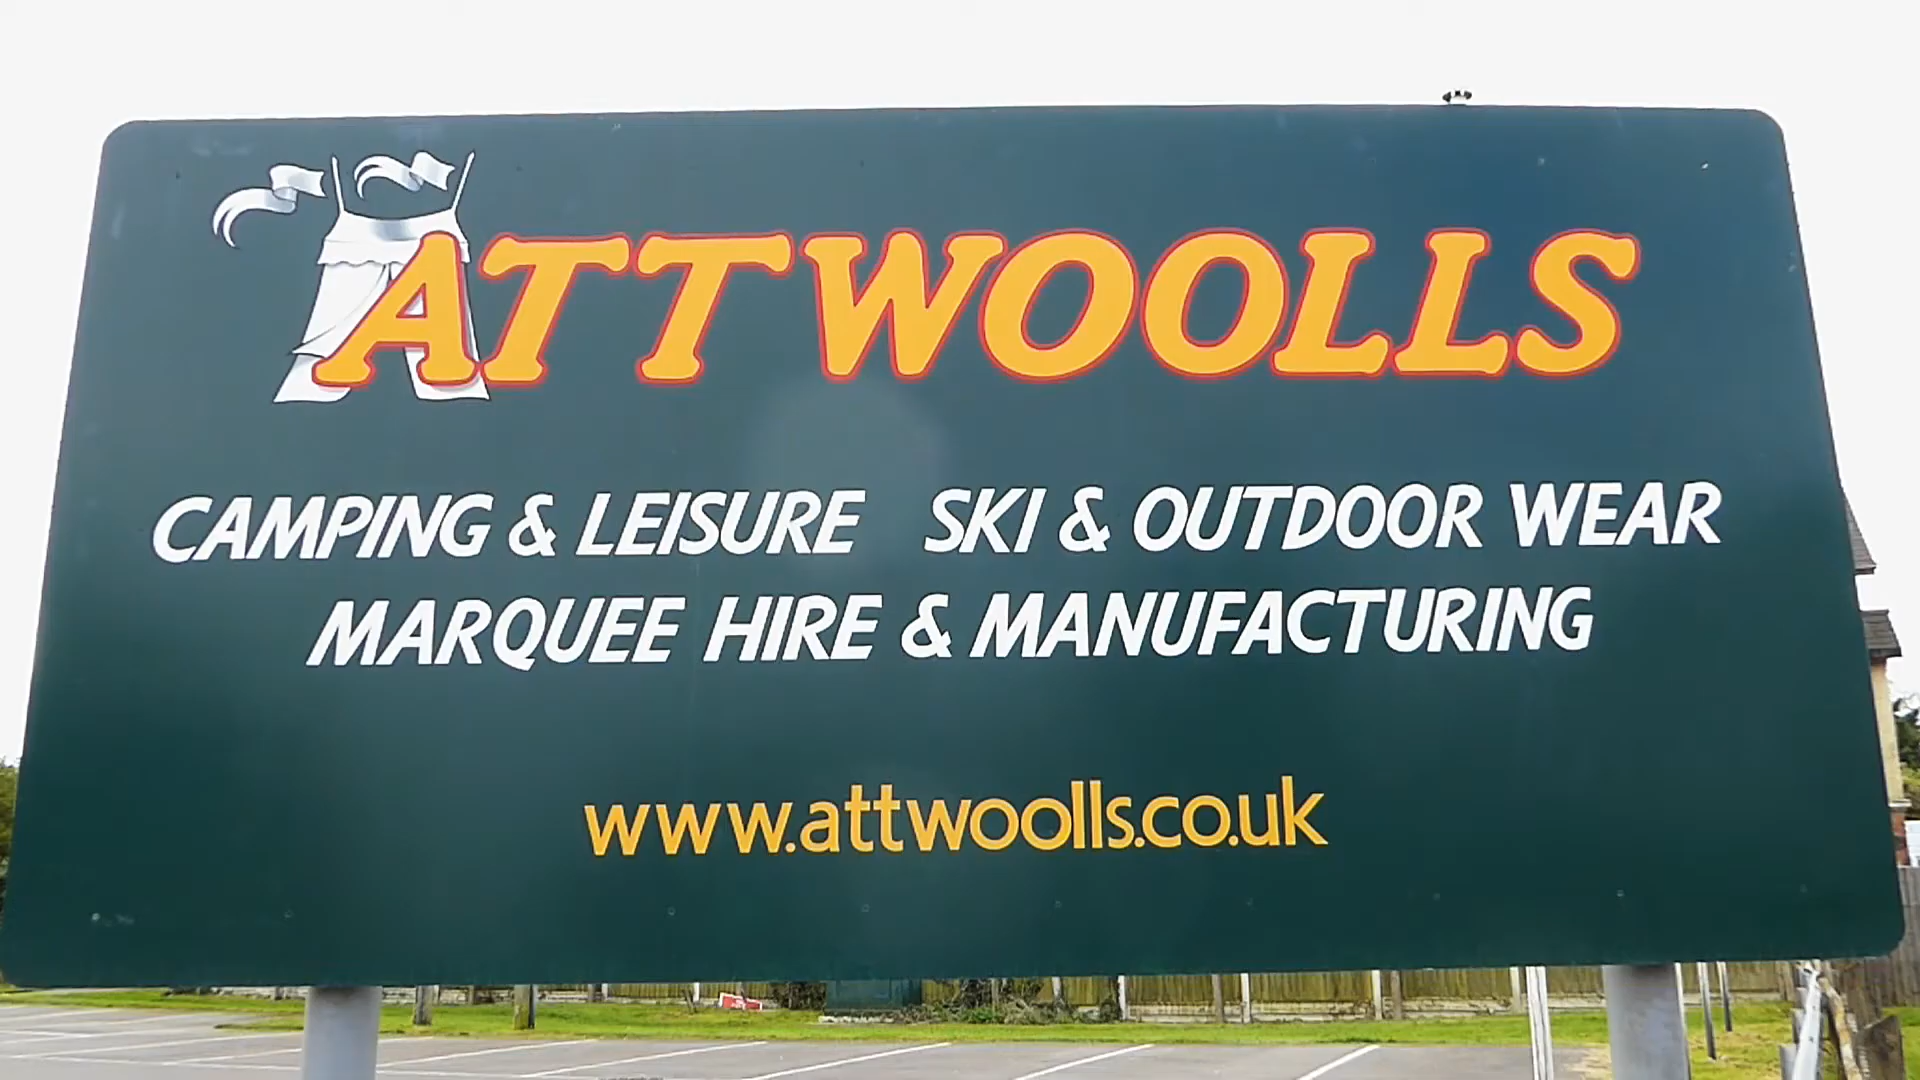 ATTWOOLLS
CAMPING & LEISURE SKI & OUTDOOR WEAR
MARQUEE HIRE & MANUFACTURING
www.attwoolls.co.uk